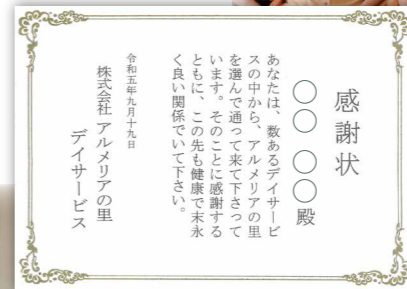 感謝状
○○ ○○殿
あなたは、数あるデイサービ
スの中から、アルメリアの里
を選んで通って来て下さって
います。そのことに感謝する
とともに、この先も健康で末永
く良い関係でいて下さい。
令和五年九月十九日
株式会社 アルメリアの里
デイサービス